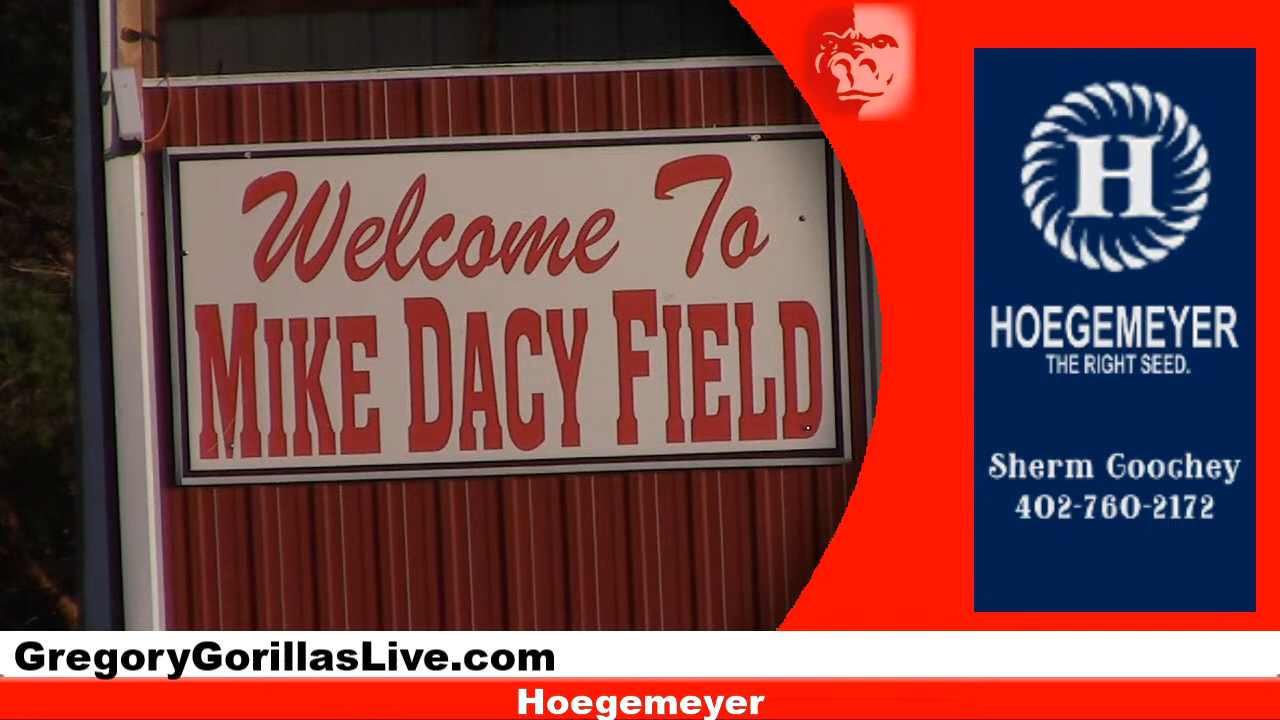 Welcome To
MIKE DACY FIELD
H
HOEGEMEYER
THE RIGHT SEED.
Sherm Goochey
402-760-2172
GregoryGorillasLive.com
Hoegemeyer